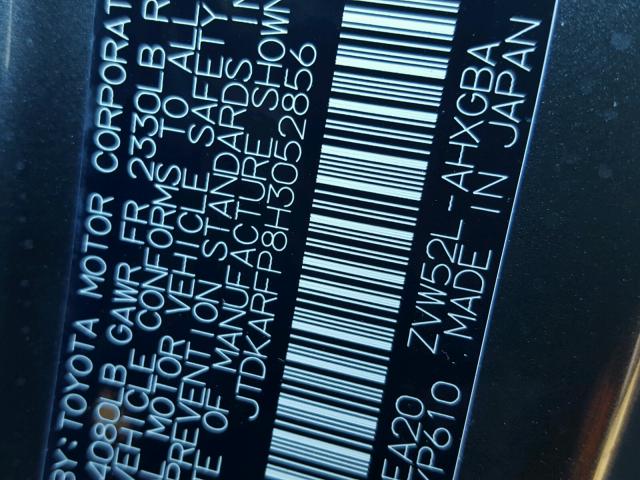 BY: TOYOTA MOTOR CORPORAT
4080LB GAWR FR 2330LB R
VEHICLE CONFORMS TO ALL
L MOTOR VEHICLE SAFETY
PREVENTION STANDARDS IN
TE OF MANUFACTURE SHOWN
JTDKARFP8H3052856
EA20 ZVW52L-AHXGBA
YP610 MADE IN JAPAN